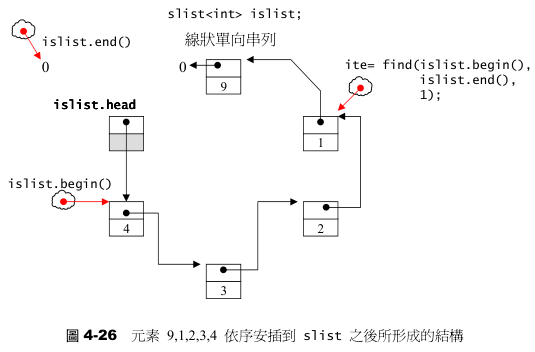 slist<int> islist;
islist.end()
線狀單向串列
0
0
9
ite= find(islist.begin(),
islist.end(),
1);
islist.head
1
islist.begin()
4
2
3
圖 4-26 元素 9,1,2,3,4 依序安插到 slist 之後所形成的結構